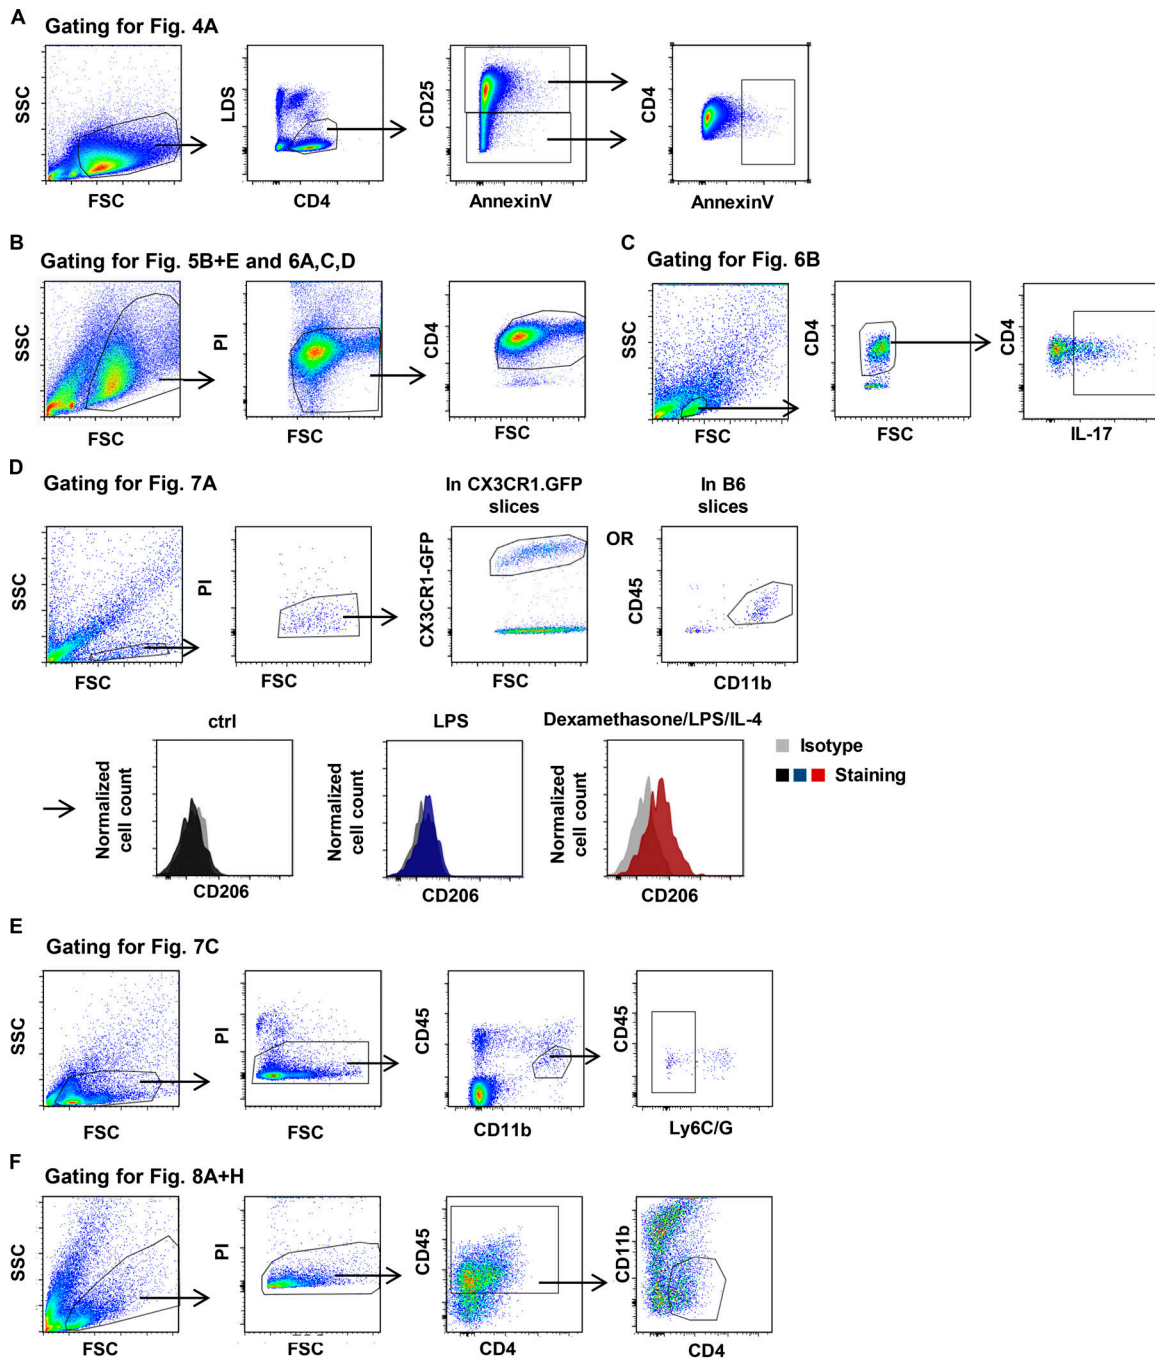 A
Gating for Fig. 4A
SSC
FSC
LDS
CD4
CD25
AnnexinV
CD4
AnnexinV
B
Gating for Fig. 5B+E and 6A,C,D
SSC
FSC
PI
FSC
CD4
FSC
C
Gating for Fig. 6B
SSC
FSC
CD4
FSC
CD4
IL-17
D
Gating for Fig. 7A
SSC
FSC
PI
FSC
In CX3CR1.GFP
slices
CX3CR1-GFP
FSC
OR
In B6
slices
CD45
CD11b
ctrl
Normalized
cell count
CD206
LPS
Normalized
cell count
CD206
Dexamethasone/LPS/IL-4
Normalized
cell count
CD206
Isotype
Staining
E
Gating for Fig. 7C
SSC
FSC
PI
FSC
CD45
CD11b
CD45
Ly6C/G
F
Gating for Fig. 8A+H
SSC
FSC
PI
FSC
CD45
CD4
CD11b
CD4